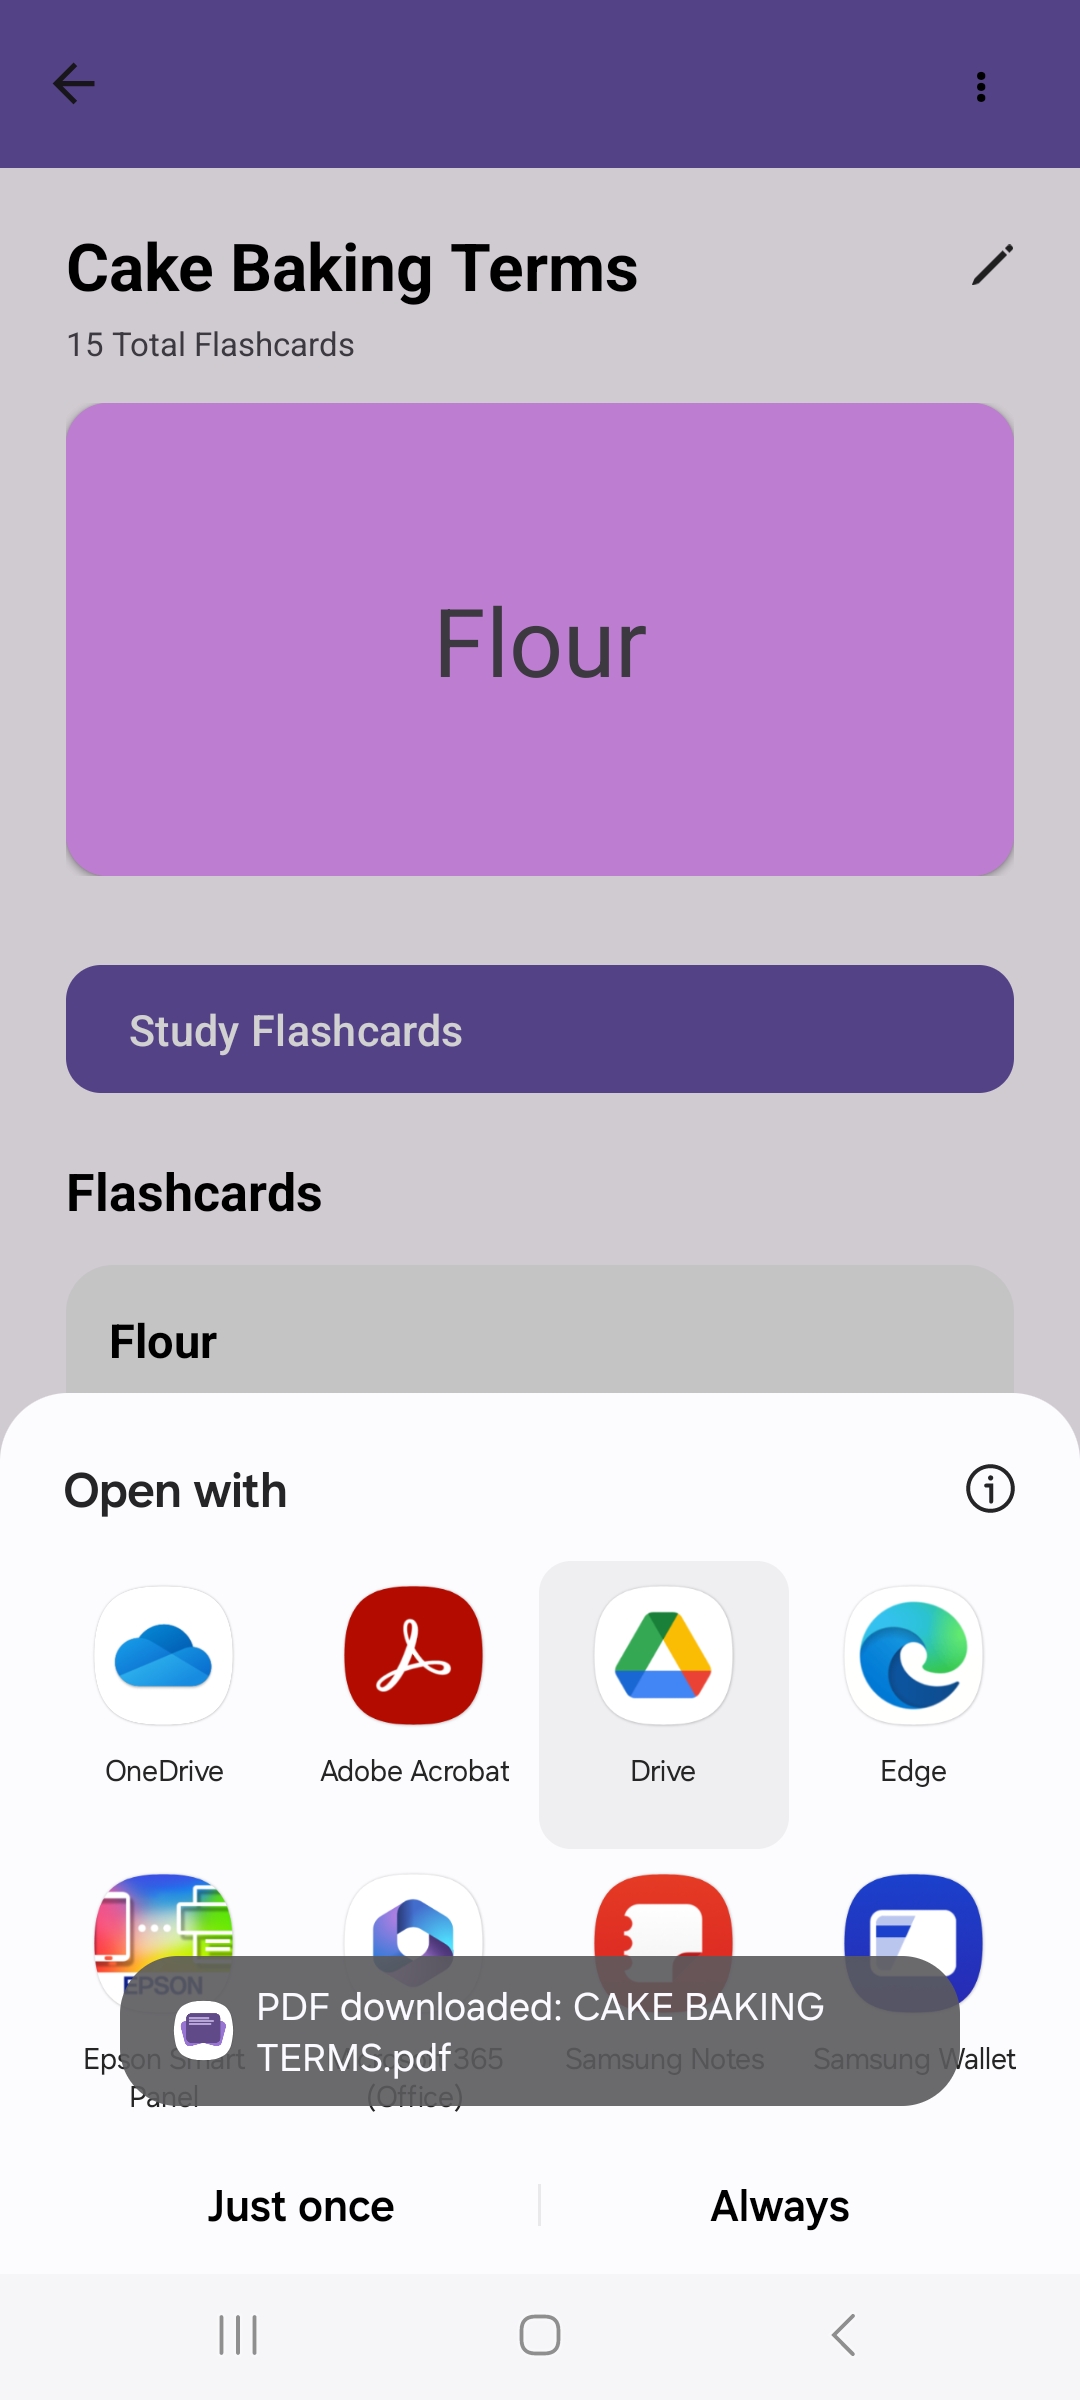 Cake Baking Terms
15 Total Flashcards
Flour
Study Flashcards
Flashcards
Flour
Open with
OneDrive
Adobe Acrobat
Drive
Edge
EPSON
PDF downloaded: CAKE BAKING
TERMS.pdf
Epson Smart
Panel
365
(Office)
Samsung Notes
Samsung Wallet
Just once
Always